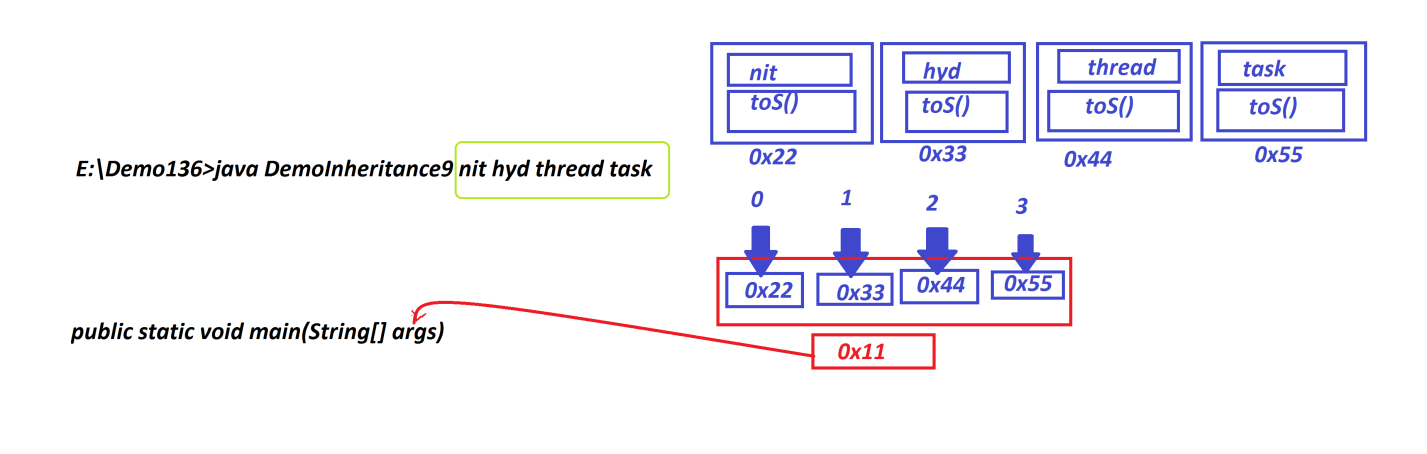 nit hyd thread task
toS() toS() toS() toS()
0x22 0x33 0x44 0x55
E:\Demo136>java DemoInheritance9 nit hyd thread task
0 1 2 3
0x22 0x33 0x44 0x55
public static void main(String[] args)
0x11